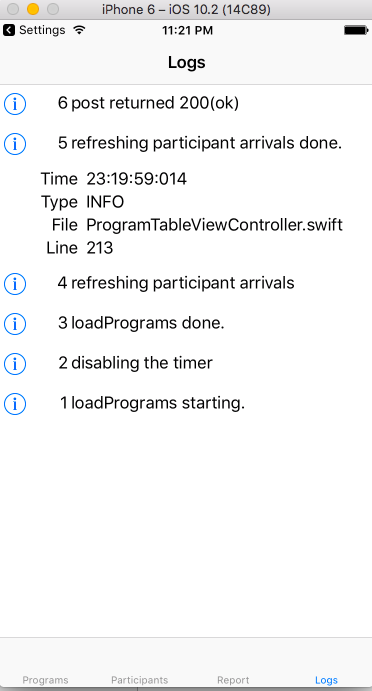 iPhone 6 – iOS 10.2 (14C89)
Settings 11:21 PM
Logs
6 post returned 200(ok)
5 refreshing participant arrivals done.
Time 23:19:59:014
Type INFO
File ProgramTableViewController.swift
Line 213
4 refreshing participant arrivals
3 loadPrograms done.
2 disabling the timer
1 loadPrograms starting.
Programs Participants Report Logs